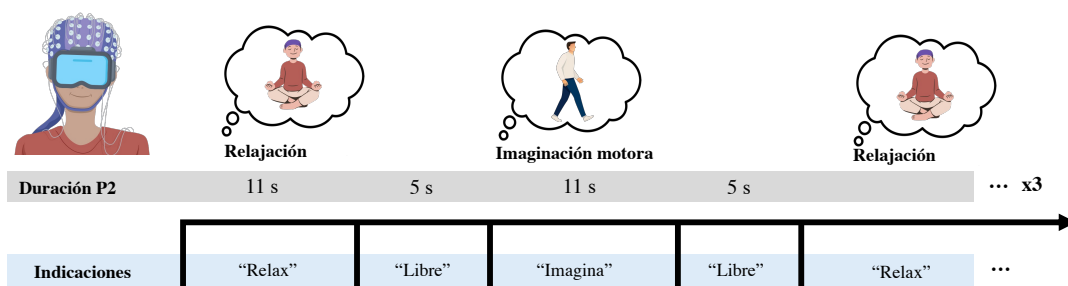 Relajación
Imaginación motora
Relajación
Duración P2 11 s 5 s 11 s 5 s ... x3
Indicaciones “Relax” “Libre” “Imagina” “Libre” “Relax” ...